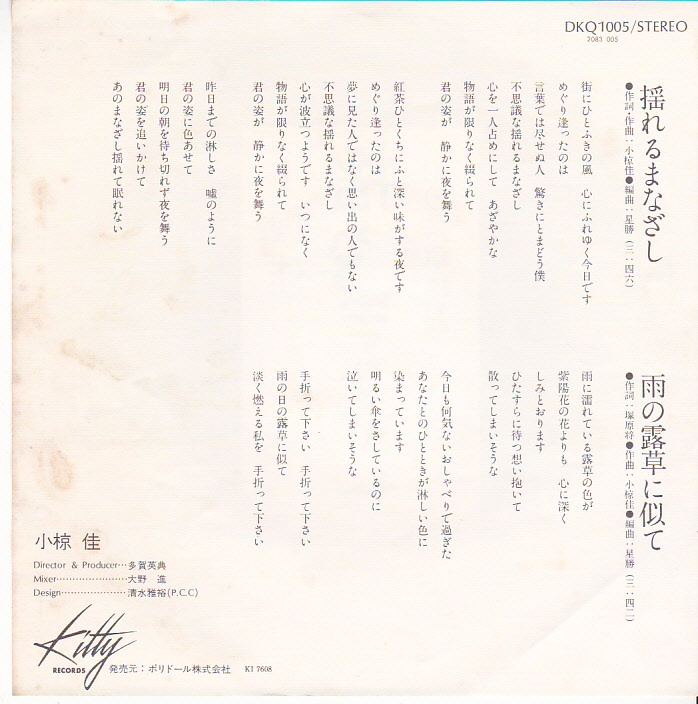 DKQ1005/STEREO
2083 005
揺れるまなざし
●作詞・作曲:小椋佳●編曲:星勝(三:四六)
街にひとふきの風 心にふれゆく今日です
めぐり逢ったのは
言葉では尽せぬ人 驚きにとまどう僕
不思議な揺れるまなざし
心を一人占めにして あざやかな
物語が限りなく綴られて
君の姿が 静かに夜を舞う
紅茶ひとくちにふと深い味がする夜です
めぐり逢ったのは
夢に見た人ではなく思い出の人でもない
不思議な揺れるまなざし
心が波立つようです いつになく
物語が限りなく綴られて
君の姿が 静かに夜を舞う
昨日までの淋しさ 嘘のように
君の姿に色あせて
明日の朝を待ち切れず夜を舞う
君の姿を追いかけて
あのまなざし揺れて眠れない
雨の露草に似て
●作詞:塚原将●作曲:小椋佳●編曲:星勝(三:四二)
雨に濡れている露草の色が
紫陽花の花よりも 心に深く
しみとおります
ひたすらに待つ想い抱いて
散ってしまいそうな
今日も何気ないおしゃべりで過ぎた
あなたとのひとときが淋しい色に
染まっています
明るい傘をさしているのに
泣いてしまいそうな
手折って下さい 手折って下さい
雨の日の露草に似て
淡く燃える私を 手折って下さい
小椋 佳
Director & Producer…多賀英典
Mixer……………………大野 進
Design…………………清水雅裕(P.C.C)
Kitty
RECORDS
発売元:ポリドール株式会社 KI 7608